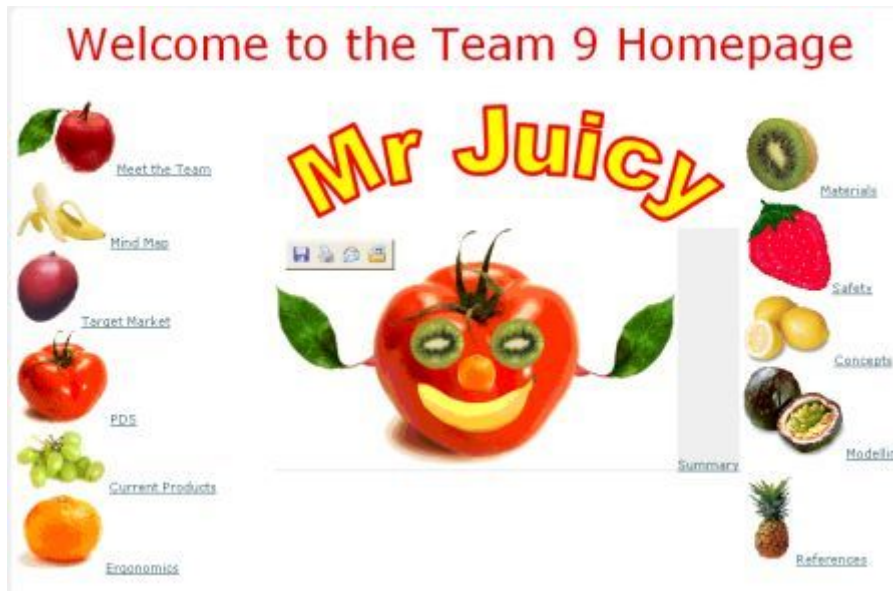 Welcome to the Team 9 Homepage
Mr Juicy
Meet the Team
Mind Map
Target Market
PDS
Current Products
Ergonomics
Summary
Materials
Safety
Concepts
Modelli
References